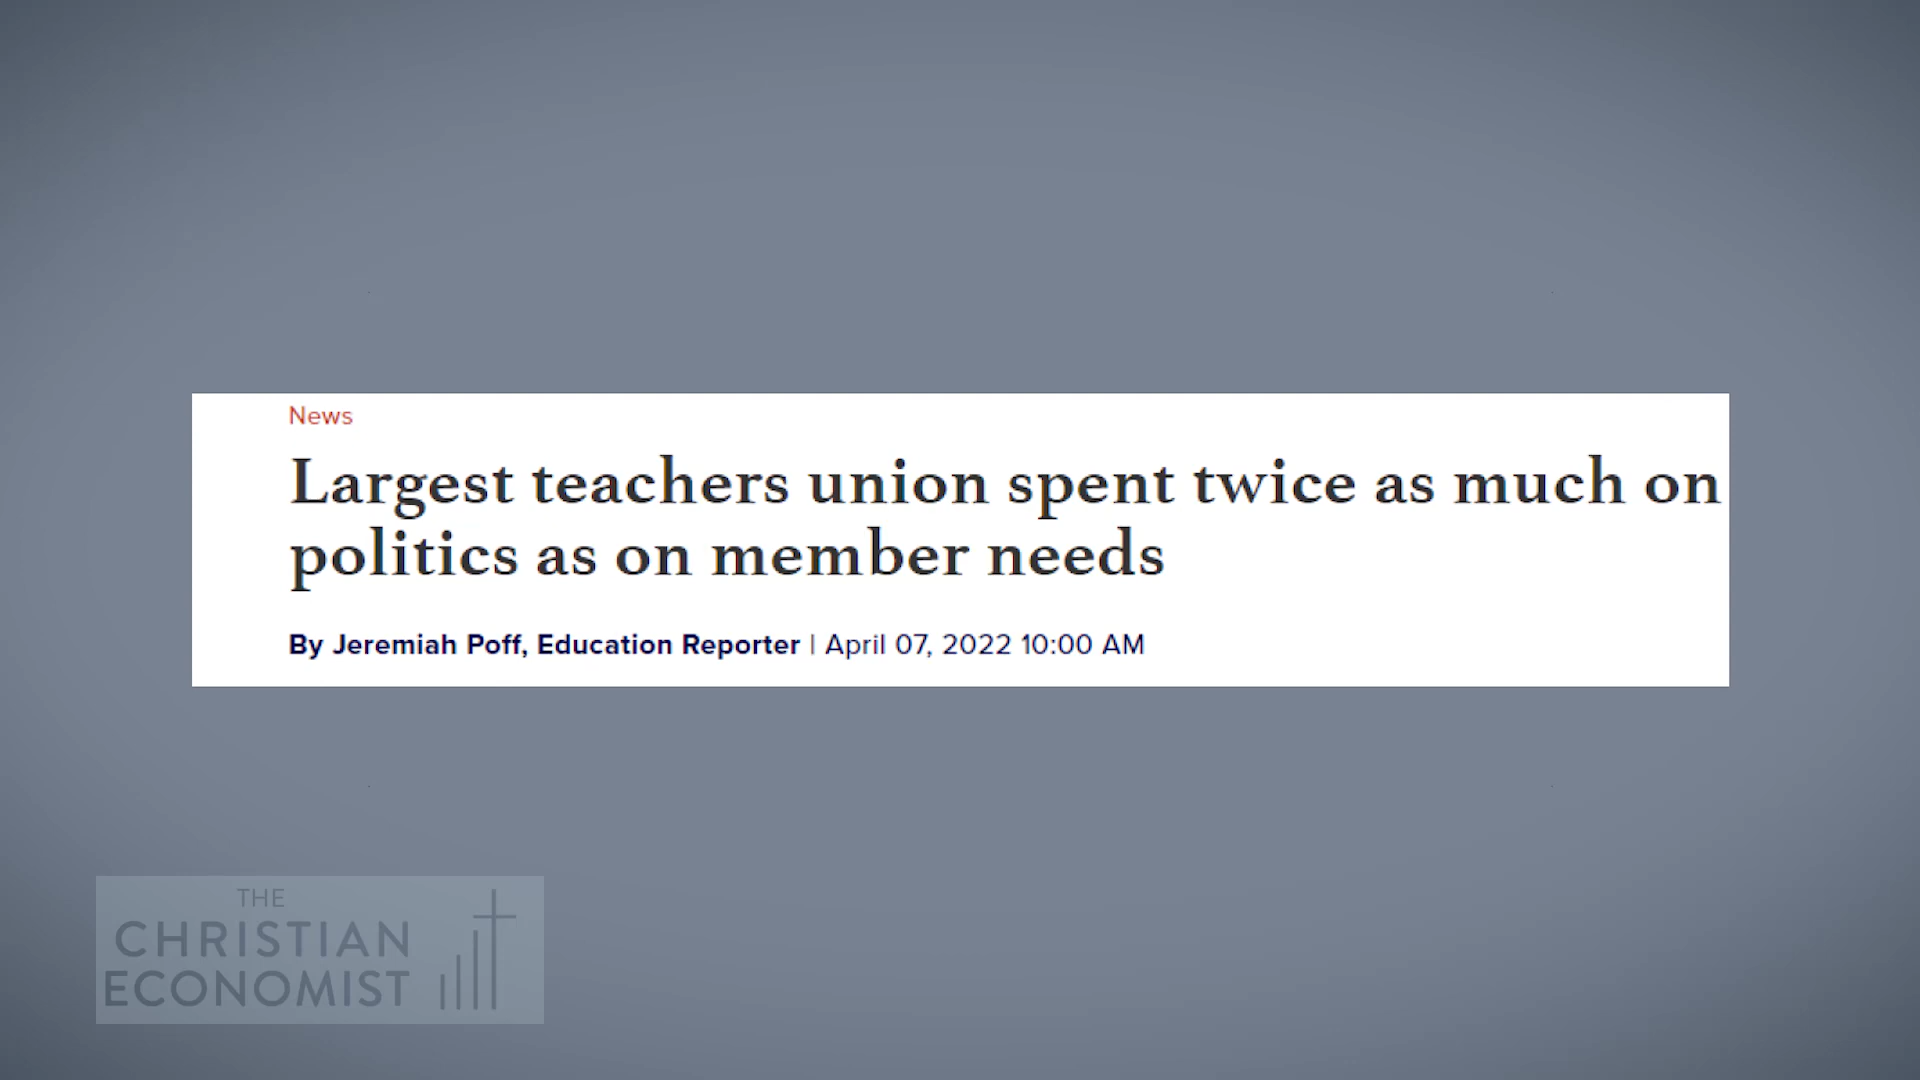 News
Largest teachers union spent twice as much on
politics as on member needs
By Jeremiah Poff, Education Reporter | April 07, 2022 10:00 AM
THE
CHRISTIAN
ECONOMIST